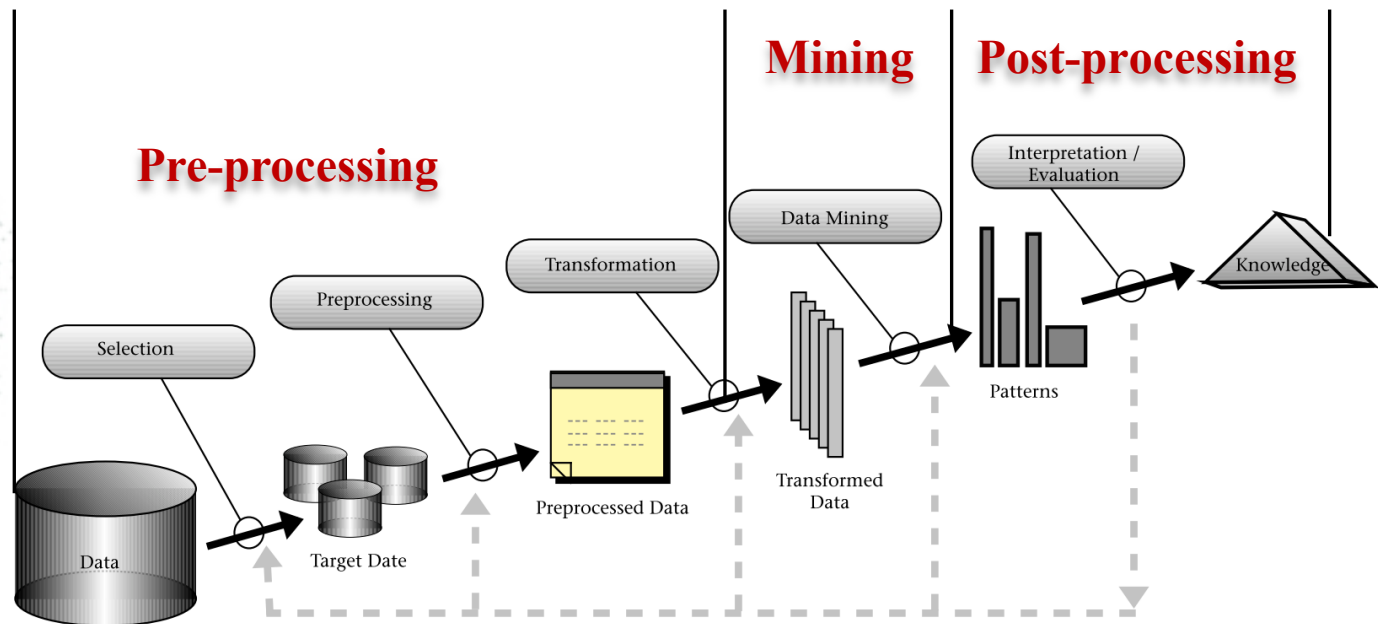 Mining
Post-processing
Pre-processing
Interpretation /
Evaluation
Data Mining
Transformation
Preprocessing
Selection
Knowledge
Patterns
Transformed
Data
Preprocessed Data
Target Date
Data